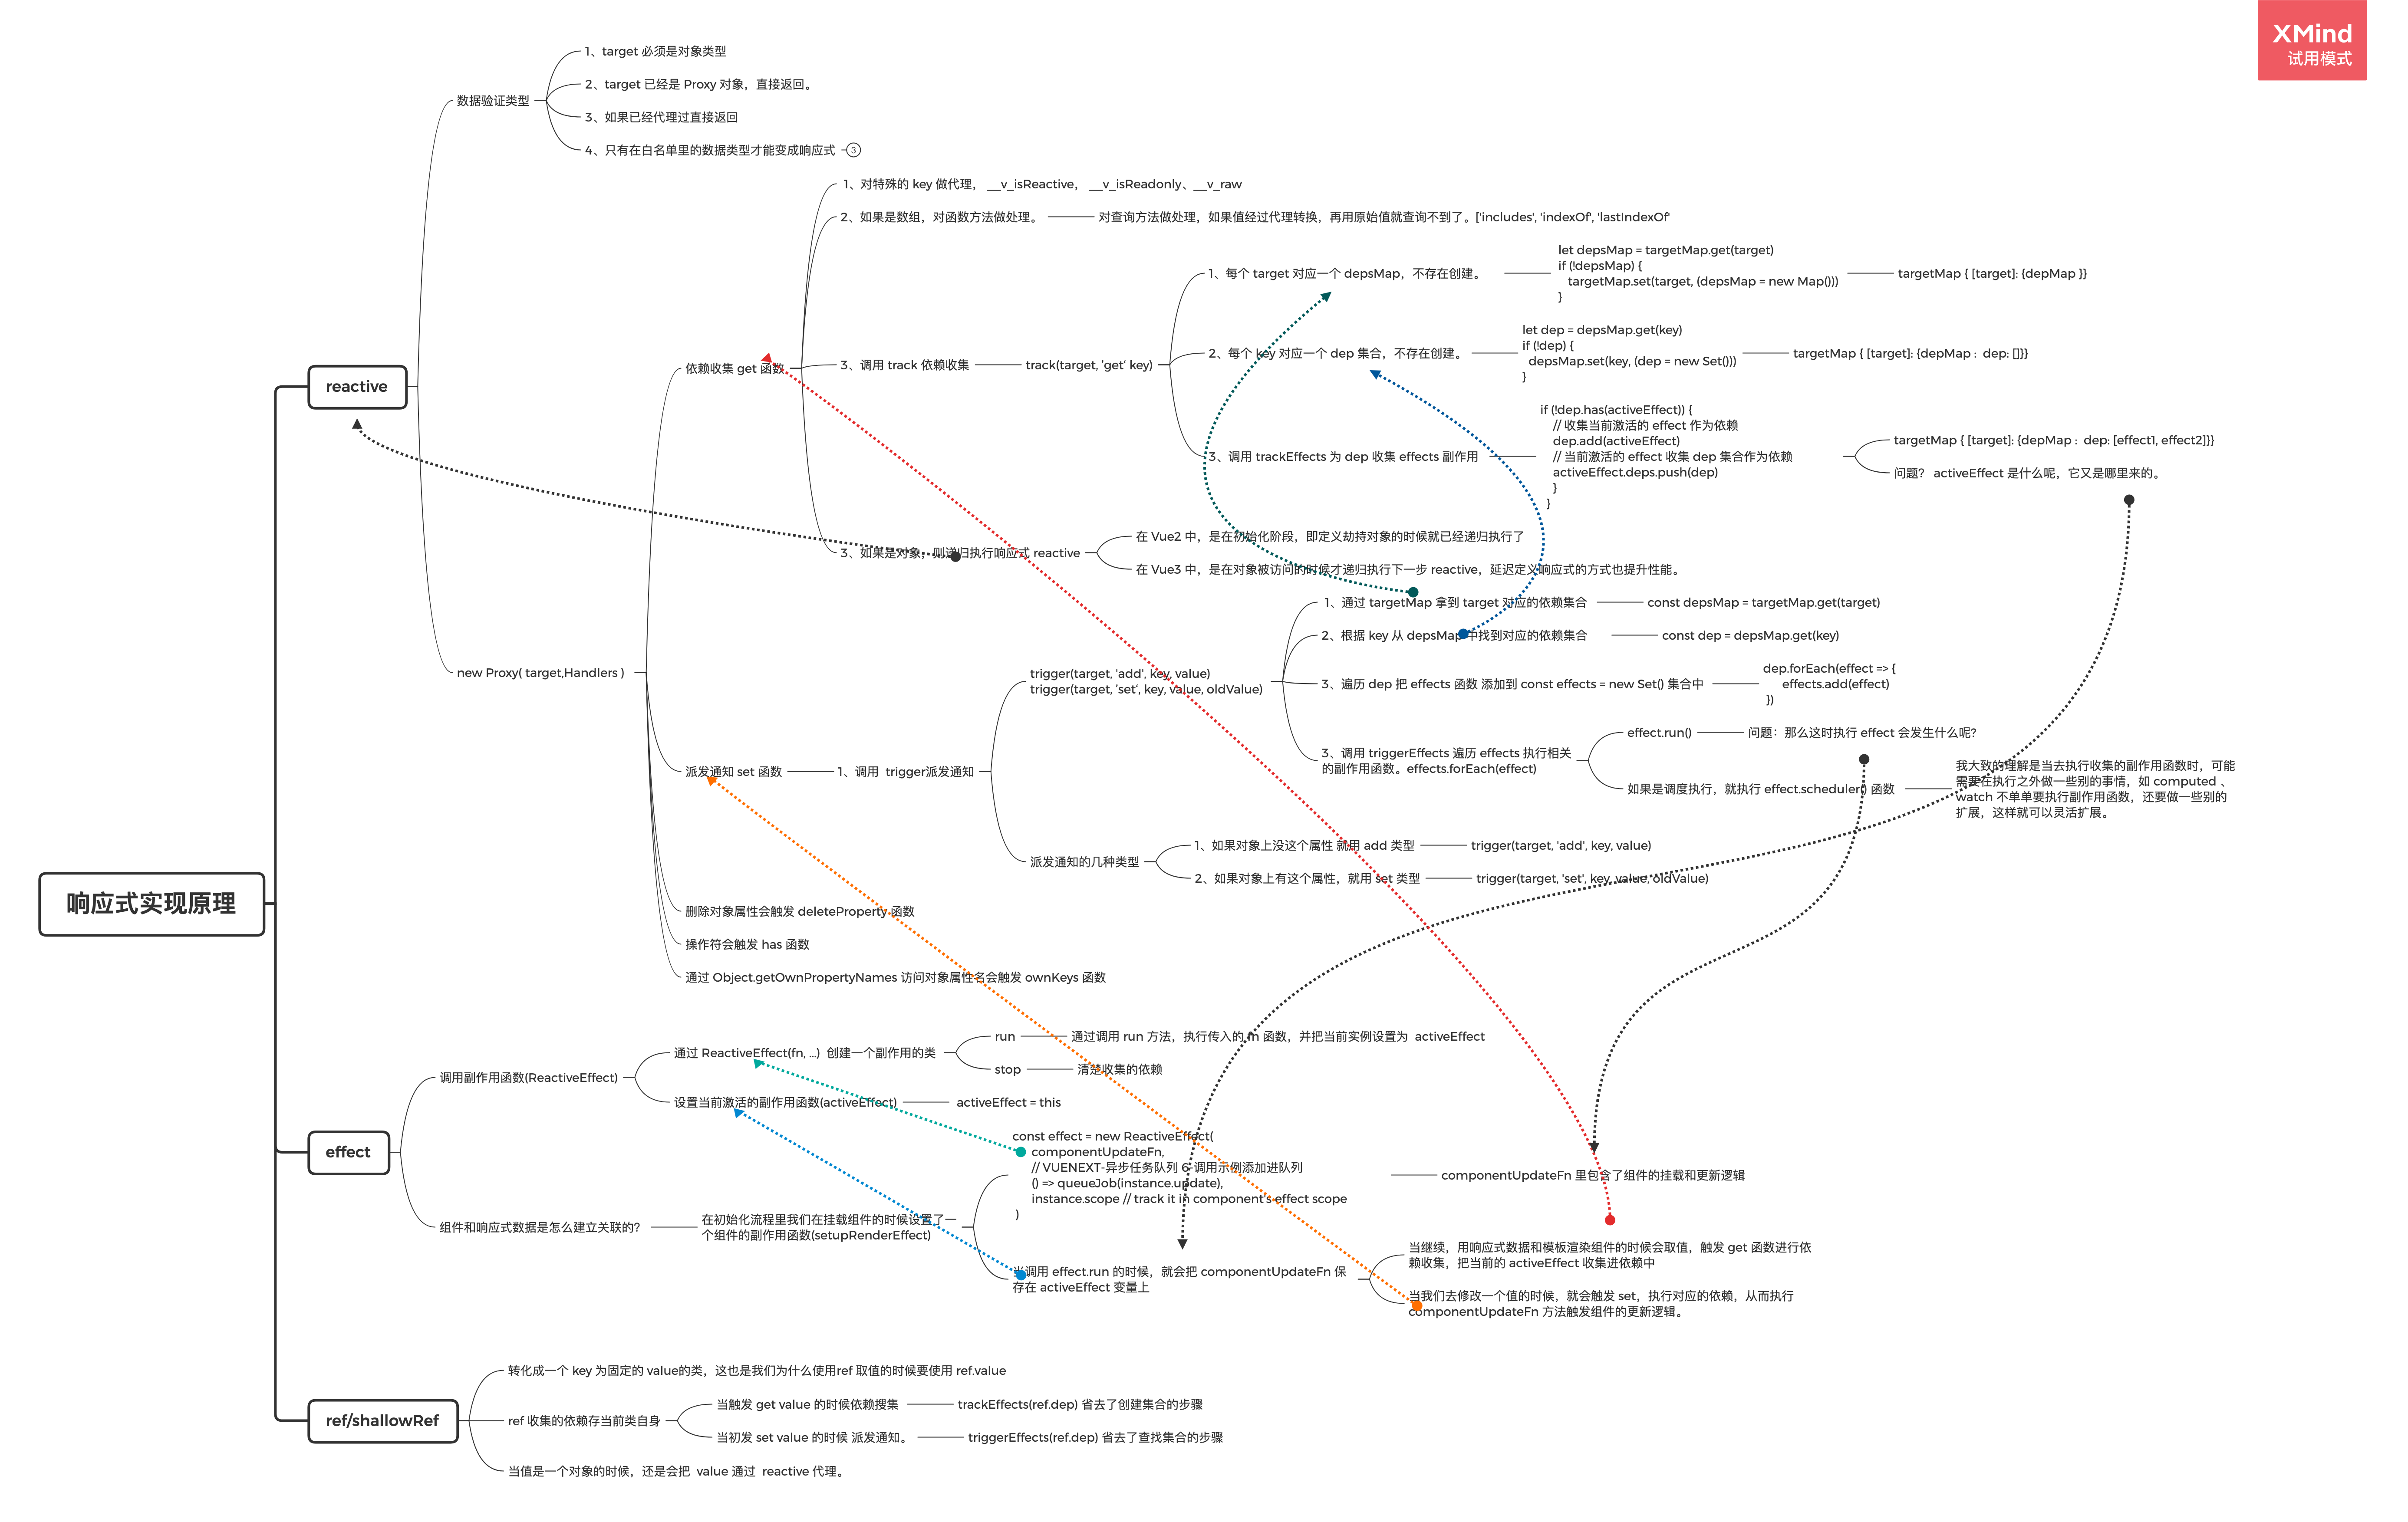 XMind
试用模式
响应式实现原理
reactive
数据验证类型
1、target 必须是对象类型
2、target 已经是 Proxy 对象，直接返回。
3、如果已经代理过直接返回
4、只有在白名单里的数据类型才能变成响应式
3
new Proxy( target,Handlers )
依赖收集 get 函数
1、对特殊的 key 做代理， __v_isReactive， __v_isReadonly、__v_raw
2、如果是数组，对函数方法做处理。
对查询方法做处理，如果值经过代理转换，再用原始值就查询不到了。['includes', 'indexOf', 'lastIndexOf'
3、调用 track 依赖收集
track(target, 'get' key)
1、每个 target 对应一个 depsMap，不存在创建。
let depsMap = targetMap.get(target)
if (!depsMap) {
targetMap.set(target, (depsMap = new Map()))
}
targetMap { [target]: {depMap }}
2、每个 key 对应一个 dep 集合，不存在创建。
let dep = depsMap.get(key)
if (!dep) {
depsMap.set(key, (dep = new Set()))
}
targetMap { [target]: {depMap : dep: []}}
3、调用 trackEffects 为 dep 收集 effects 副作用
if (!dep.has(activeEffect)) {
// 收集当前激活的 effect 作为依赖
dep.add(activeEffect)
// 当前激活的 effect 收集 dep 集合作为依赖
activeEffect.deps.push(dep)
}
}
targetMap { [target]: {depMap : dep: [effect1, effect2]}}
问题？ activeEffect 是什么呢，它又是哪里来的。
3、如果是对象，则递归执行响应式 reactive
在 Vue2 中，是在初始化阶段，即定义劫持对象的时候就已经递归执行了
在 Vue3 中，是在对象被访问的时候才递归执行下一步 reactive，延迟定义响应式的方式也提升性能。
派发通知 set 函数
1、调用 trigger派发通知
trigger(target, 'add', key, value)
trigger(target, 'set', key, value, oldValue)
1、通过 targetMap 拿到 target 对应的依赖集合
const depsMap = targetMap.get(target)
2、根据 key 从 depsMap 中找到对应的依赖集合
const dep = depsMap.get(key)
3、遍历 dep 把 effects 函数 添加到 const effects = new Set() 集合中
dep.forEach(effect => {
effects.add(effect)
})
3、调用 triggerEffects 遍历 effects 执行相关
的副作用函数。effects.forEach(effect)
effect.run()
问题：那么这时执行 effect 会发生什么呢?
如果是调度执行，就执行 effect.scheduler() 函数
我大致的理解是当去执行收集的副作用函数时，可能
需要在执行之外做一些别的事情，如 computed 、
watch 不单单要执行副作用函数，还要做一些别的
扩展，这样就可以灵活扩展。
派发通知的几种类型
1、如果对象上没这个属性 就用 add 类型
trigger(target, 'add', key, value)
2、如果对象上有这个属性，就用 set 类型
trigger(target, 'set', key, value, oldValue)
删除对象属性会触发 deleteProperty 函数
操作符会触发 has 函数
通过 Object.getOwnPropertyNames 访问对象属性名会触发 ownKeys 函数
effect
调用副作用函数(ReactiveEffect)
通过 ReactiveEffect(fn, ...) 创建一个副作用的类
run
通过调用 run 方法，执行传入的 fn 函数，并把当前实例设置为 activeEffect
stop
清楚收集的依赖
设置当前激活的副作用函数(activeEffect)
activeEffect = this
组件和响应式数据是怎么建立关联的?
在初始化流程里我们在挂载组件的时候设置了一
个组件的副作用函数(setupRenderEffect)
const effect = new ReactiveEffect(
componentUpdateFn,
// VUENEXT-异步任务队列 6-调用示例添加进队列
() => queueJob(instance.update),
instance.scope // track it in component's effect scope
)
componentUpdateFn 里包含了组件的挂载和更新逻辑
当调用 effect.run 的时候，就会把 componentUpdateFn 保
存在 activeEffect 变量上
当继续，用响应式数据和模板渲染组件的时候会取值，触发 get 函数进行依
赖收集，把当前的 activeEffect 收集进依赖中
当我们去修改一个值的时候，就会触发 set，执行对应的依赖，从而执行
componentUpdateFn 方法触发组件的更新逻辑。
ref/shallowRef
转化成一个 key 为固定的 value的类，这也是我们为什么使用ref 取值的时候要使用 ref.value
ref 收集的依赖存当前类自身
当触发 get value 的时候依赖搜集
trackEffects(ref.dep) 省去了创建集合的步骤
当初发 set value 的时候 派发通知。
triggerEffects(ref.dep) 省去了查找集合的步骤
当值是一个对象的时候，还是会把 value 通过 reactive 代理。